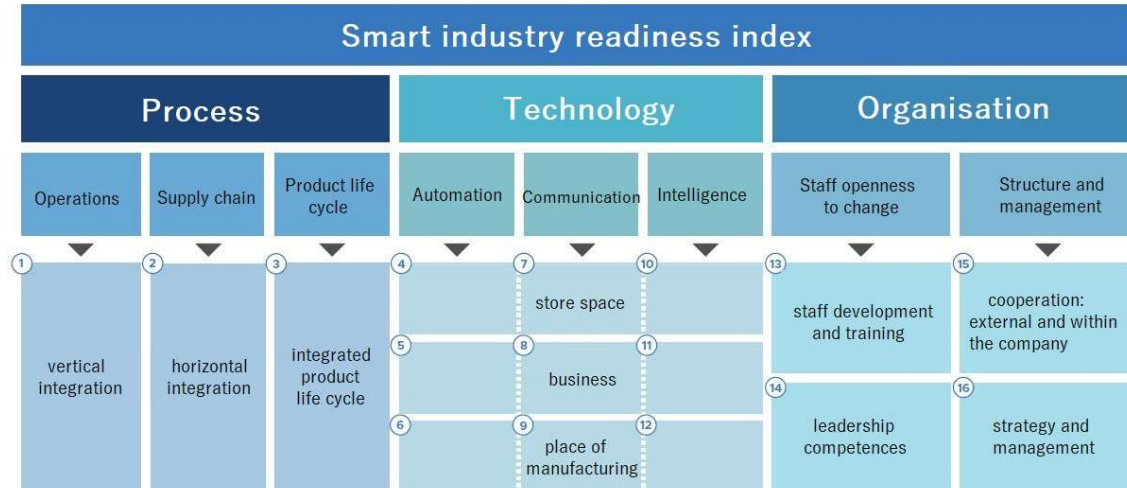 Smart industry readiness index
Process
Technology
Organisation
Operations
Supply chain
Product life
cycle
Automation
Communication
Intelligence
Staff openness
to change
Structure and
management
1
2
3
4
7
10
13
15
vertical
integration
horizontal
integration
integrated
product
life cycle
store space
5
8
11
business
6
9
12
place of
manufacturing
staff development
and training
cooperation:
external and within
the company
14
16
leadership
competences
strategy and
management